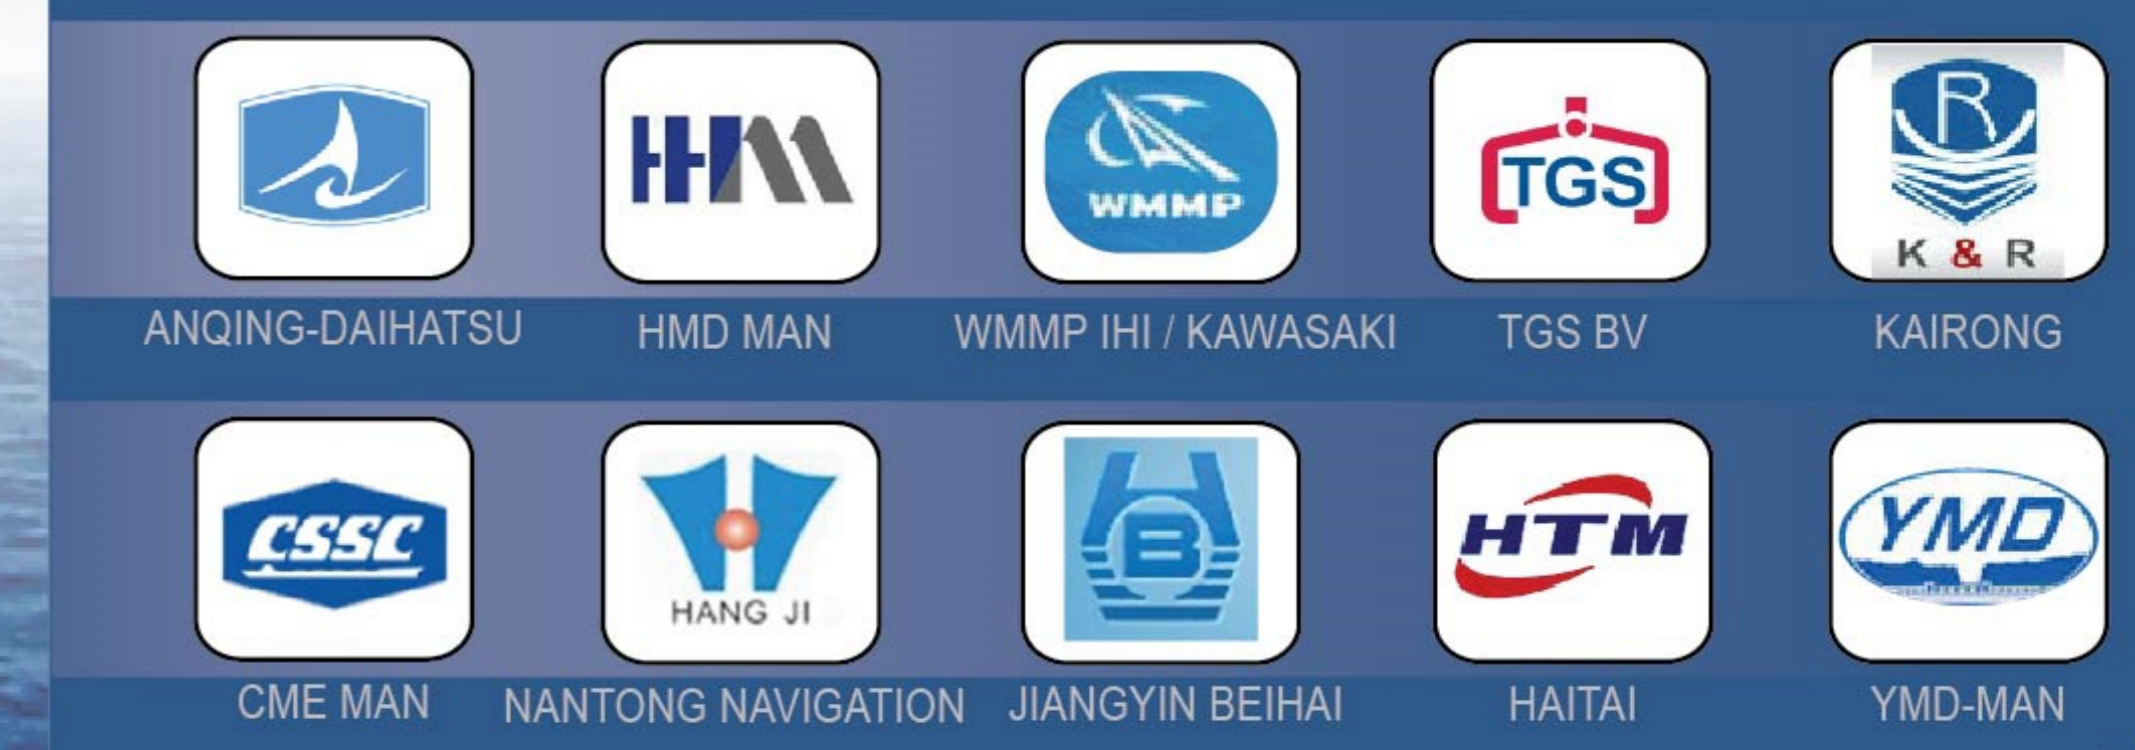 WMMP
TGS
R
K & R
ANQING-DAIHATSU
HMD MAN
WMMP IHI / KAWASAKI
TGS BV
KAIRONG
CSSC
HANG JI
B
HTM
YMD
CME MAN
NANTONG NAVIGATION
JIANGYIN BEIHAI
HAITAI
YMD-MAN